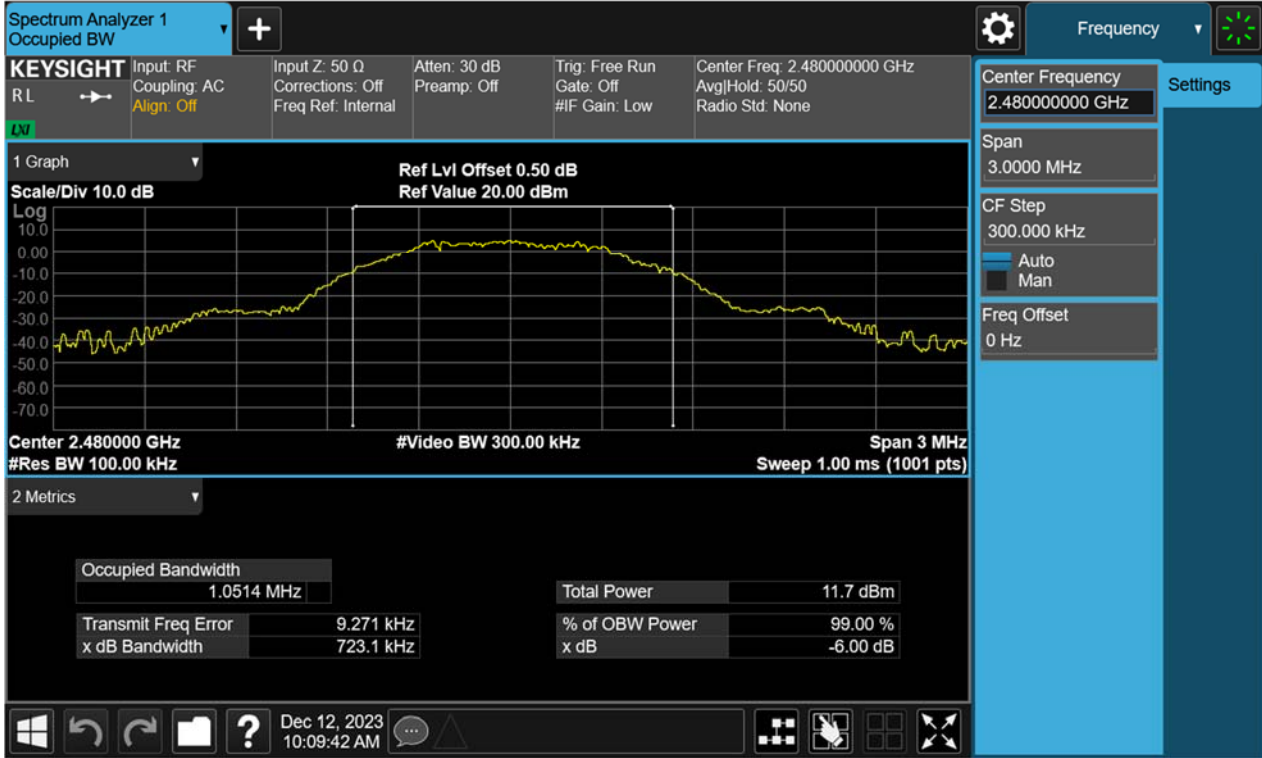 Spectrum Analyzer 1
Occupied BW
+
Frequency
KEYSIGHT
RL
LXI
Input: RF
Coupling: AC
Align: Off
Input Z: 50 Ω
Corrections: Off
Freq Ref: Internal
Atten: 30 dB
Preamp: Off
Trig: Free Run
Gate: Off
#IF Gain: Low
Center Freq: 2.480000000 GHz
Avg|Hold: 50/50
Radio Std: None
Center Frequency
2.480000000 GHz
Settings
Span
3.0000 MHz
CF Step
300.000 kHz
Auto
Man
Freq Offset
0 Hz
1 Graph
Scale/Div 10.0 dB
Ref Lvl Offset 0.50 dB
Ref Value 20.00 dBm
Log
10.0
0.00
-10.0
-20.0
-30.0
-40.0
-50.0
-60.0
-70.0
Center 2.480000 GHz
#Video BW 300.00 kHz
Span 3 MHz
#Res BW 100.00 kHz
Sweep 1.00 ms (1001 pts)
2 Metrics
Occupied Bandwidth
1.0514 MHz
Total Power 11.7 dBm
Transmit Freq Error 9.271 kHz
% of OBW Power 99.00 %
x dB Bandwidth 723.1 kHz
x dB -6.00 dB
?
Dec 12, 2023
10:09:42 AM